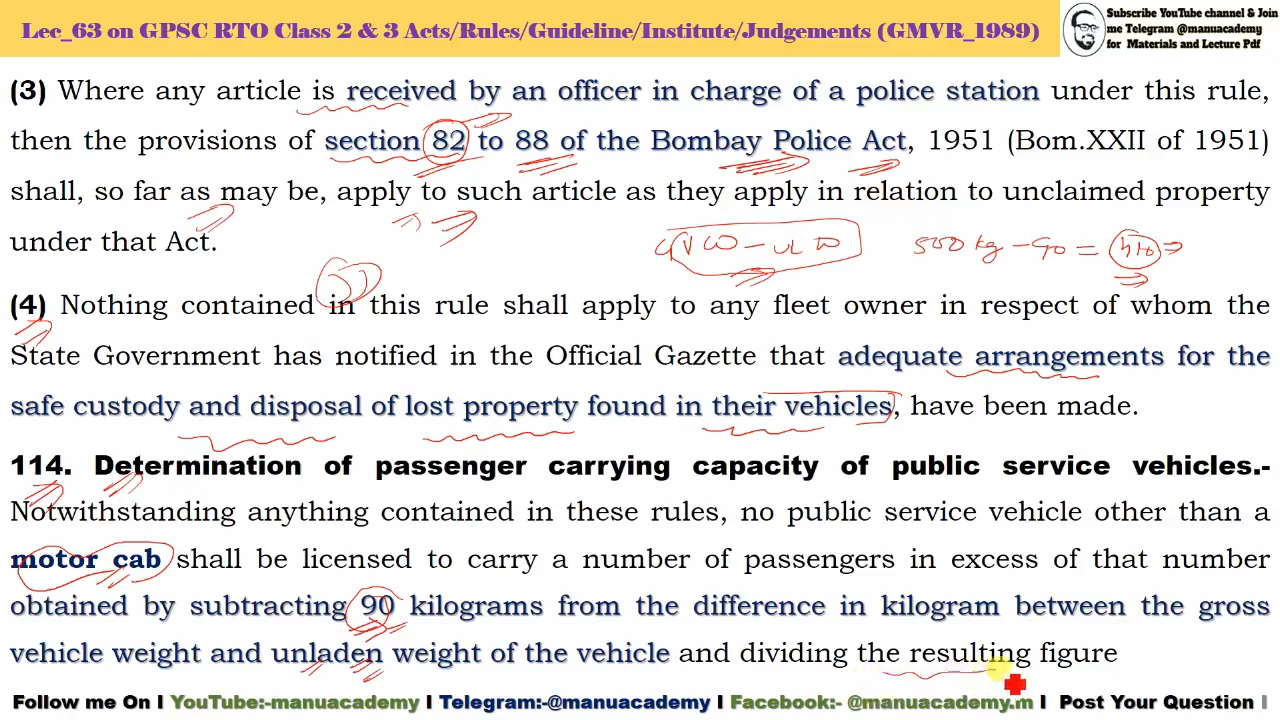 Lec_63 on GPSC RTO Class 2 & 3 Acts/Rules/Guideline/Institute/Judgements (GMVR_1989)
Subscribe YouTube channel & Join
me Telegram @manuacademy
for Materials and Lecture Pdf
(3) Where any article is received by an officer in charge of a police station under this rule,
then the provisions of section 82 to 88 of the Bombay Police Act, 1951 (Bom.XXII of 1951)
shall, so far as may be, apply to such article as they apply in relation to unclaimed property
under that Act.
GVW - ULW 500 kg - 90 = 410
(4) Nothing contained in this rule shall apply to any fleet owner in respect of whom the
State Government has notified in the Official Gazette that adequate arrangements for the
safe custody and disposal of lost property found in their vehicles, have been made.
114. Determination of passenger carrying capacity of public service vehicles.-
Notwithstanding anything contained in these rules, no public service vehicle other than a
motor cab shall be licensed to carry a number of passengers in excess of that number
obtained by subtracting 90 kilograms from the difference in kilogram between the gross
vehicle weight and unladen weight of the vehicle and dividing the resulting figure
Follow me On I YouTube:-manuacademy I Telegram:-@manuacademy I Facebook:- @manuacademy.m I Post Your Question I